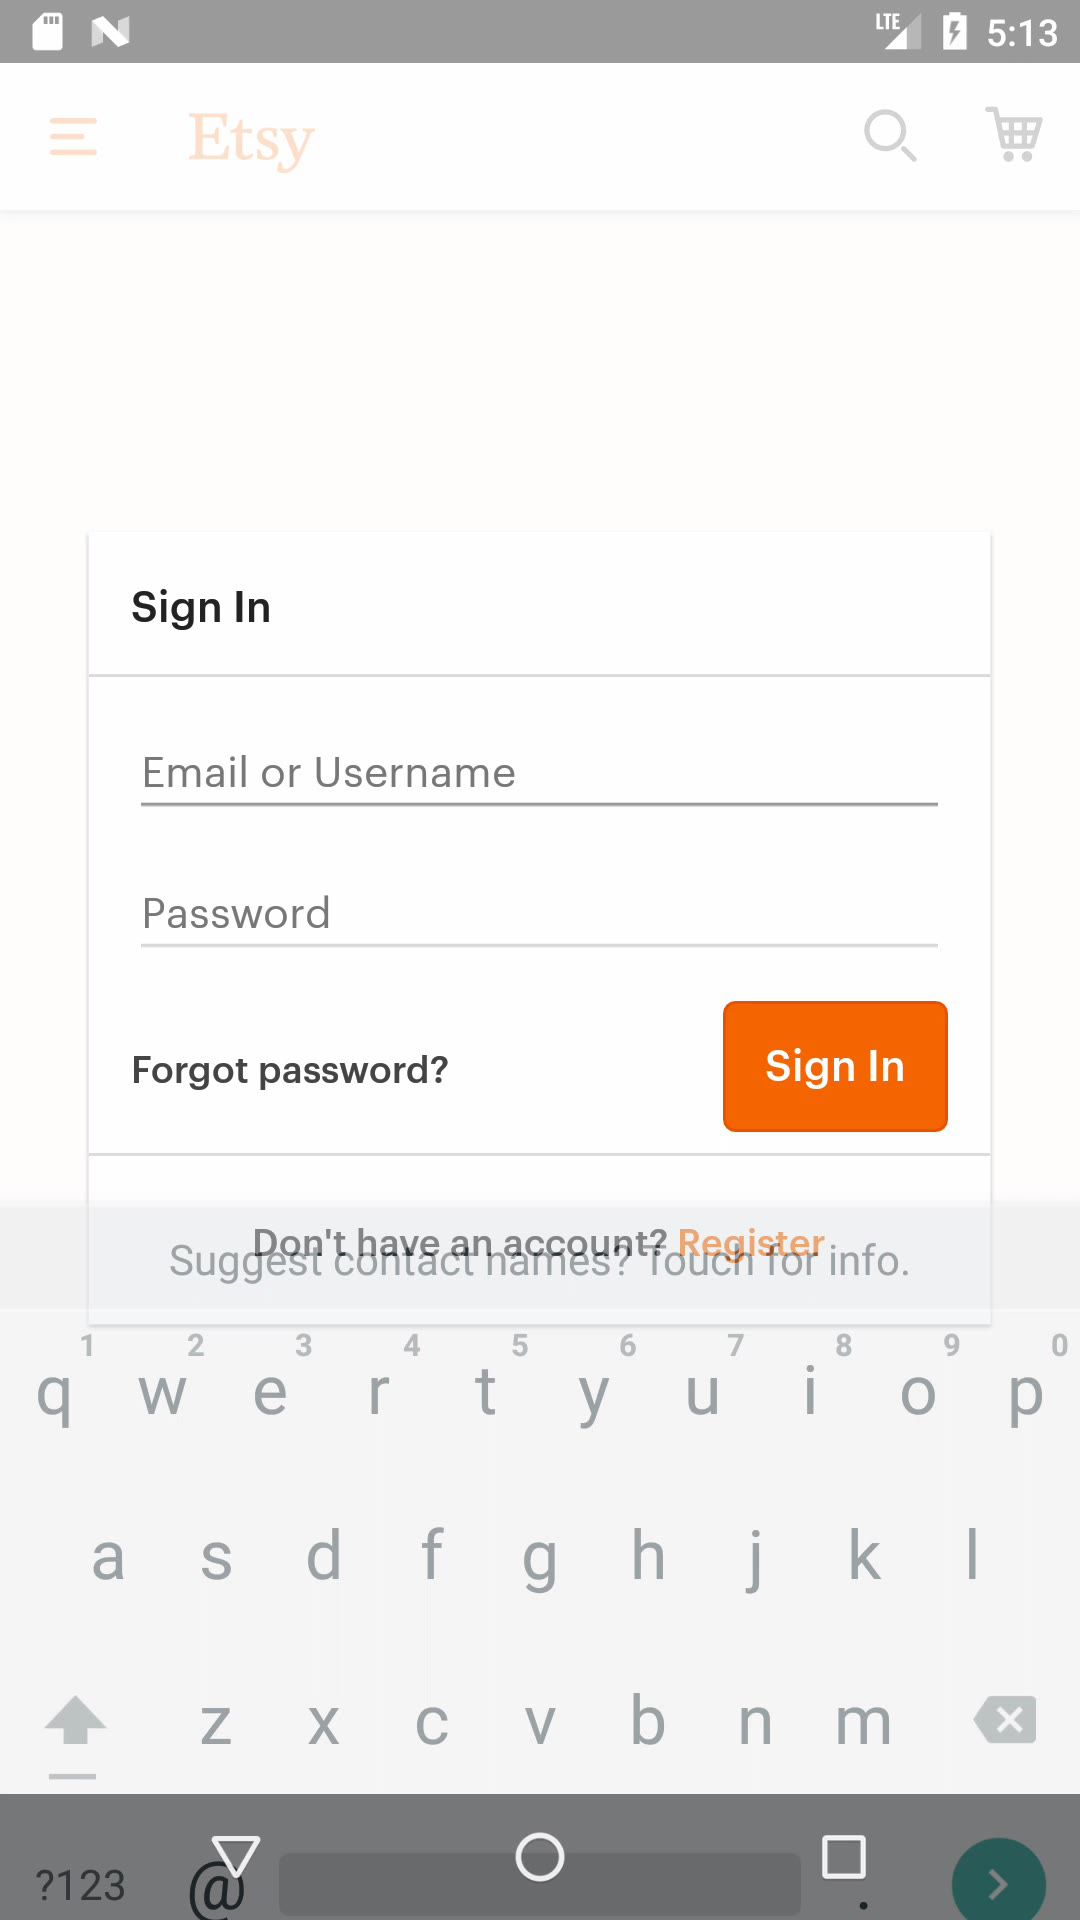 LTE 5:13
Etsy
Sign In
Email or Username
Password
Forgot password? Sign In
Don't have an account? Register
Suggest contact names? Touch for info.
1 2 3 4 5 6 7 8 9 0
q w e r t y u i o p
a s d f g h j k l
z x c v b n m
?123 @ .